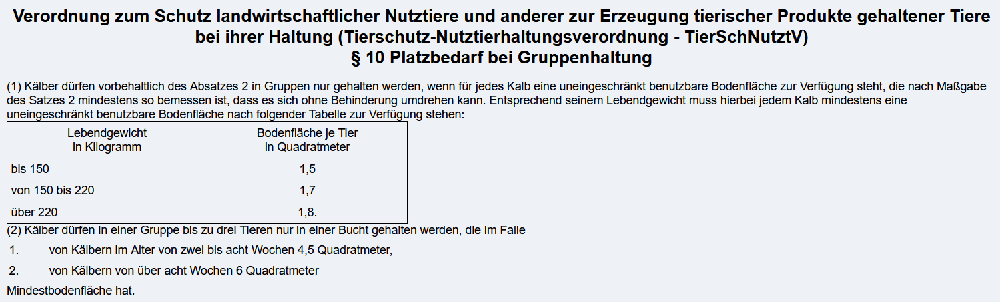 Verordnung zum Schutz landwirtschaftlicher Nutztiere und anderer zur Erzeugung tierischer Produkte gehaltener Tiere
bei ihrer Haltung (Tierschutz-Nutztierhaltungsverordnung - TierSchNutztV)
§ 10 Platzbedarf bei Gruppenhaltung
(1) Kälber dürfen vorbehaltlich des Absatzes 2 in Gruppen nur gehalten werden, wenn für jedes Kalb eine uneingeschränkt benutzbare Bodenfläche zur Verfügung steht, die nach Maßgabe
des Satzes 2 mindestens so bemessen ist, dass es sich ohne Behinderung umdrehen kann. Entsprechend seinem Lebendgewicht muss hierbei jedem Kalb mindestens eine
uneingeschränkt benutzbare Bodenfläche nach folgender Tabelle zur Verfügung stehen:
Lebendgewicht Bodenfläche je Tier
in Kilogramm in Quadratmeter
bis 150 1,5
von 150 bis 220 1,7
über 220 1,8.
(2) Kälber dürfen in einer Gruppe bis zu drei Tieren nur in einer Bucht gehalten werden, die im Falle
1. von Kälbern im Alter von zwei bis acht Wochen 4,5 Quadratmeter,
2. von Kälbern von über acht Wochen 6 Quadratmeter
Mindestbodenfläche hat.